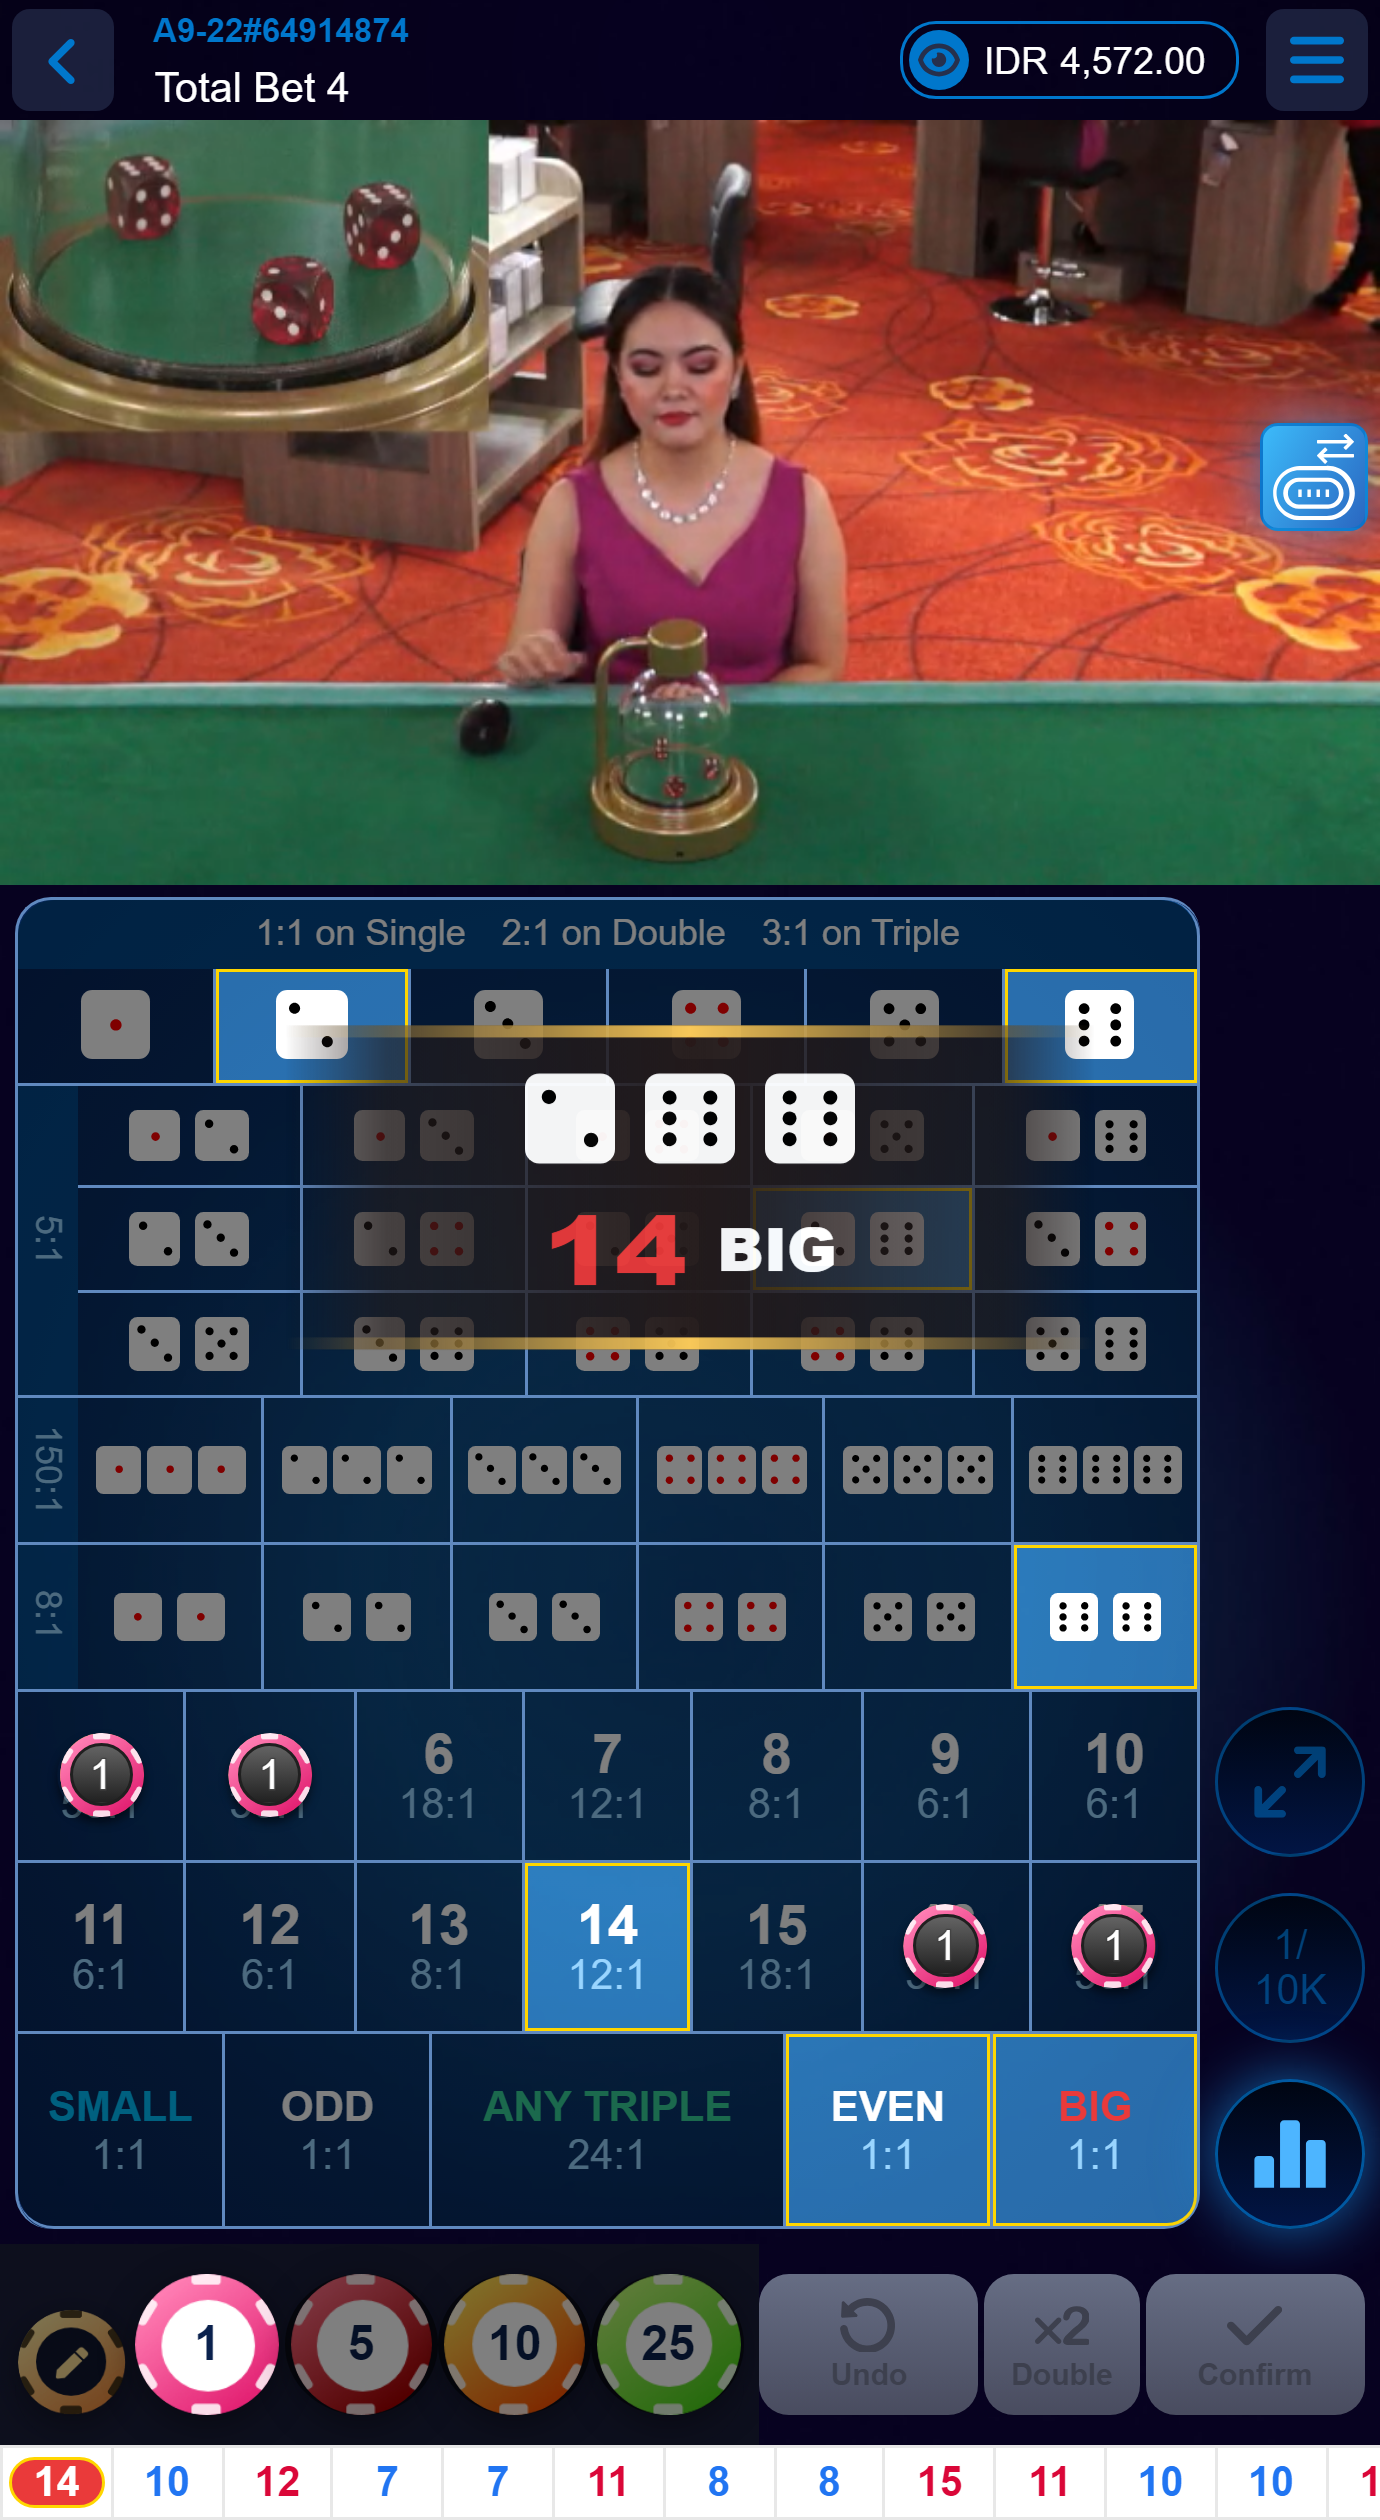 A9-22#64914874
Total Bet 4
IDR 4,572.00
1:1 on Single 2:1 on Double 3:1 on Triple
5:1
14 BIG
150:1
8:1
1 1 6 7 8 9 10
18:1 12:1 8:1 6:1 6:1
11 12 13 14 15 1 1
6:1 6:1 8:1 12:1 18:1
SMALL ODD ANY TRIPLE EVEN BIG
1:1 1:1 24:1 1:1 1:1
1/
10K
1 5 10 25 x2
Undo Double Confirm
14 10 12 7 7 11 8 8 15 11 10 10